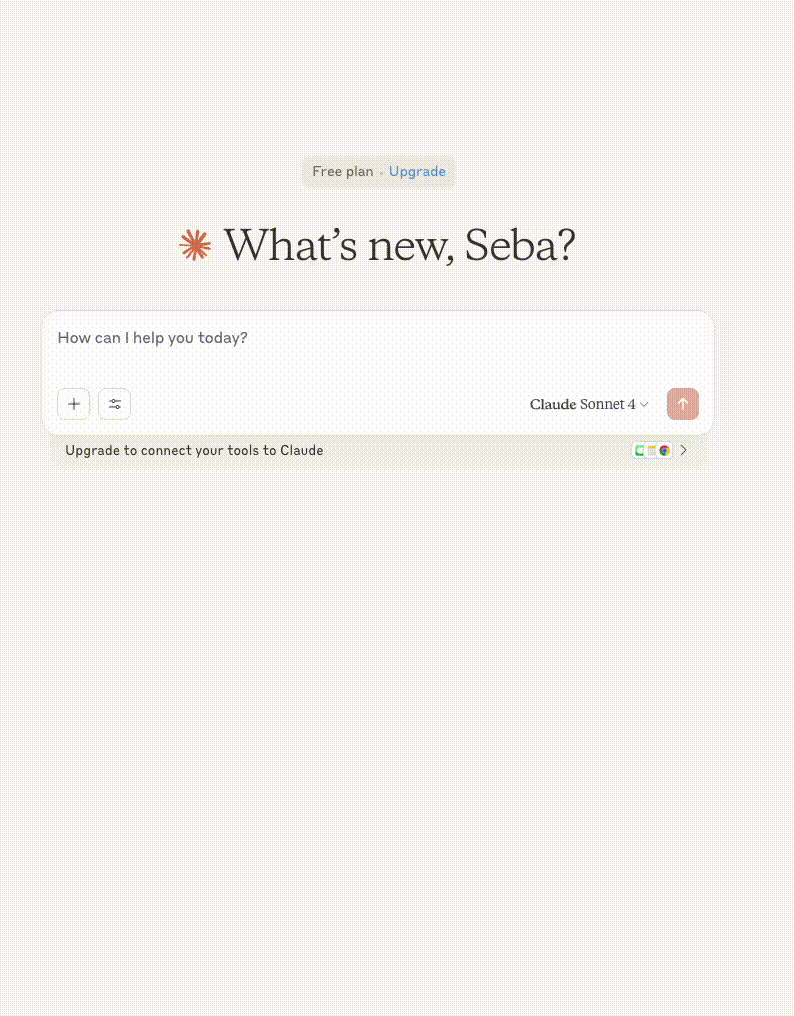 Free plan · Upgrade
What's new, Seba?
How can I help you today?
Claude Sonnet 4
Upgrade to connect your tools to Claude